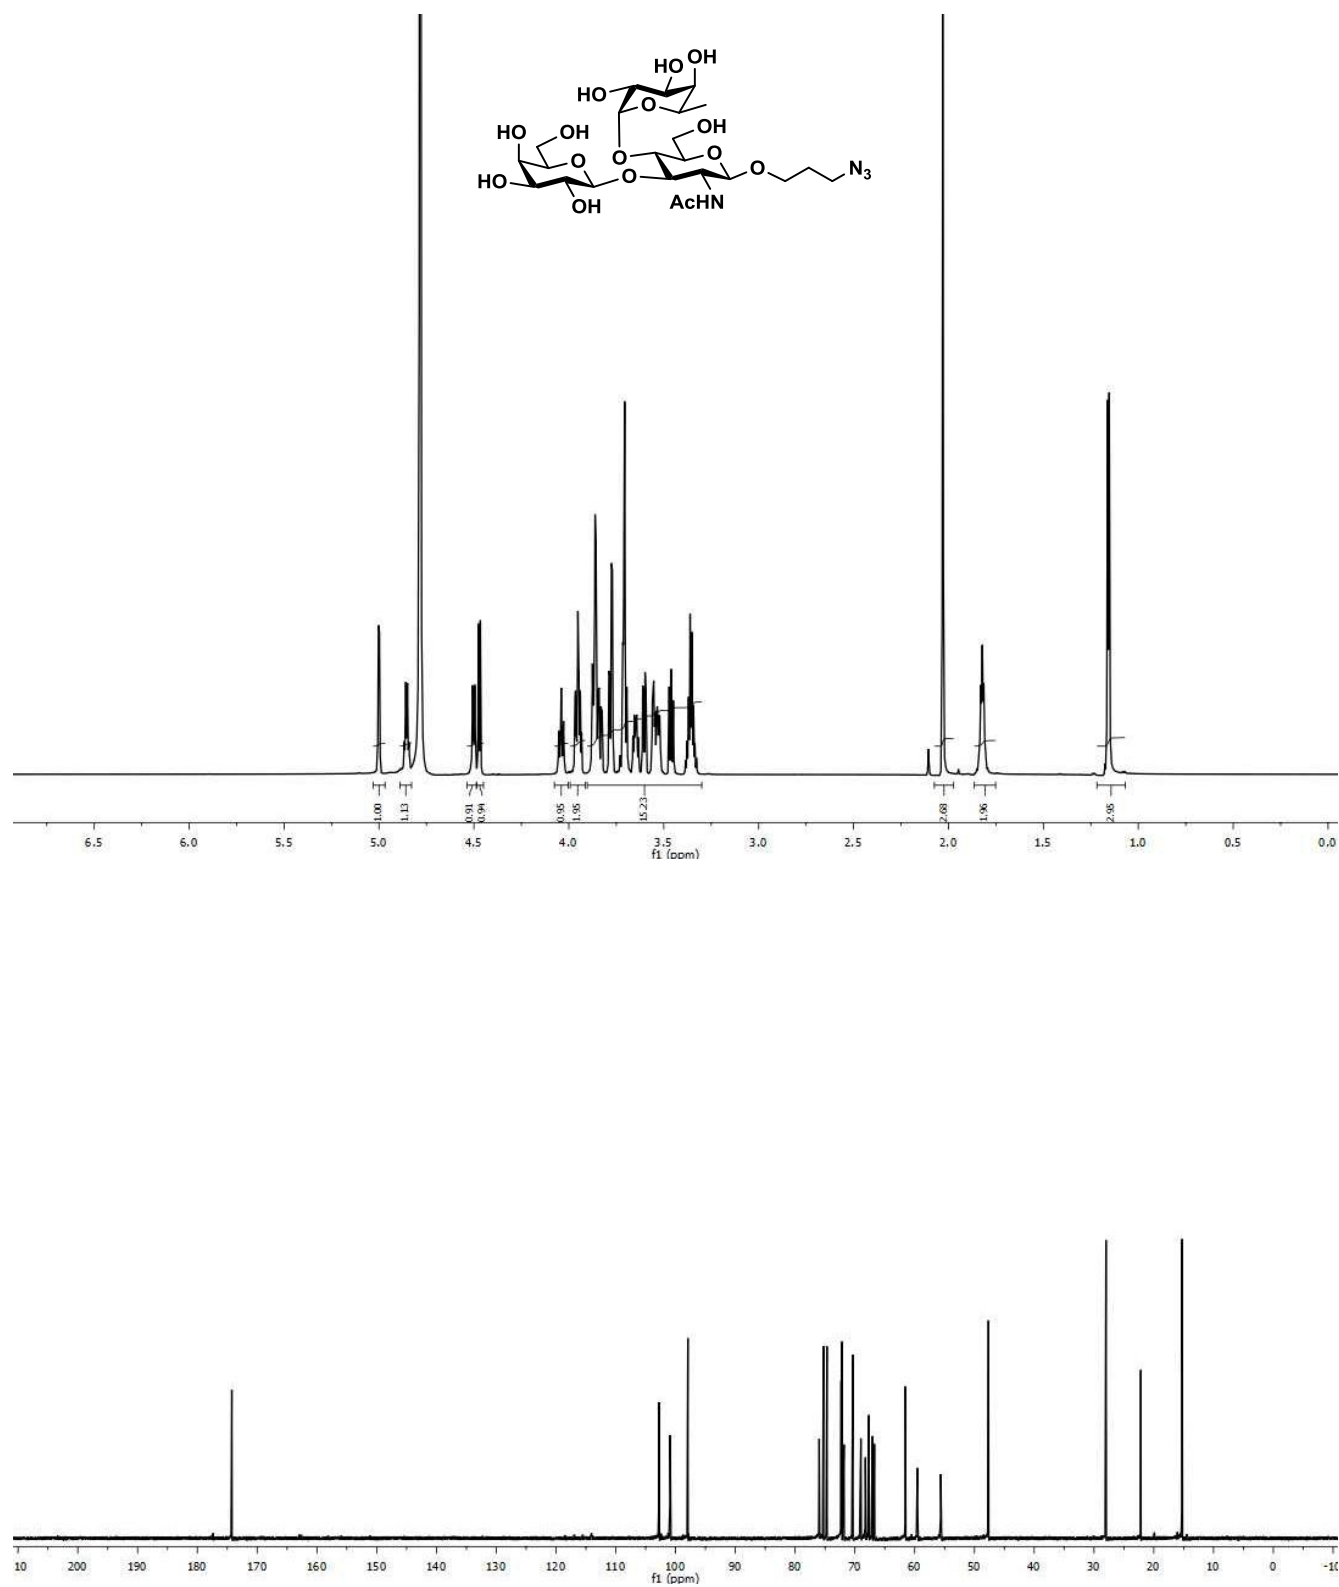 OH
HO OH
HO O
HO OH OH
O O
O O O N₃
HO O
OH AcHN
1.00 1.13 0.91 0.94 0.95 1.95 15.23 2.68 1.96 2.95
6.5 6.0 5.5 5.0 4.5 4.0 3.5 3.0 2.5 2.0 1.5 1.0 0.5 0.0
f1 (ppm)
10 200 190 180 170 160 150 140 130 120 110 100 90 80 70 60 50 40 30 20 10 0 -10
f1 (ppm)